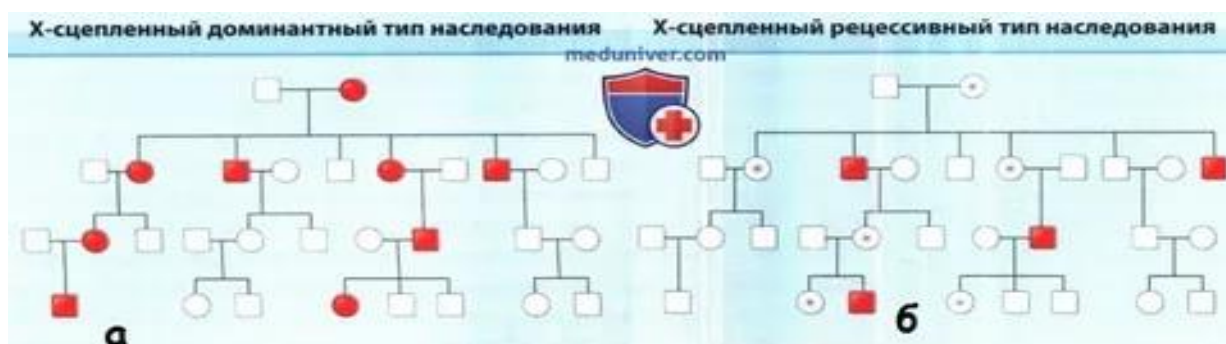 Х-сцепленный доминантный тип наследования
Х-сцепленный рецессивный тип наследования
meduniver.com
а
б